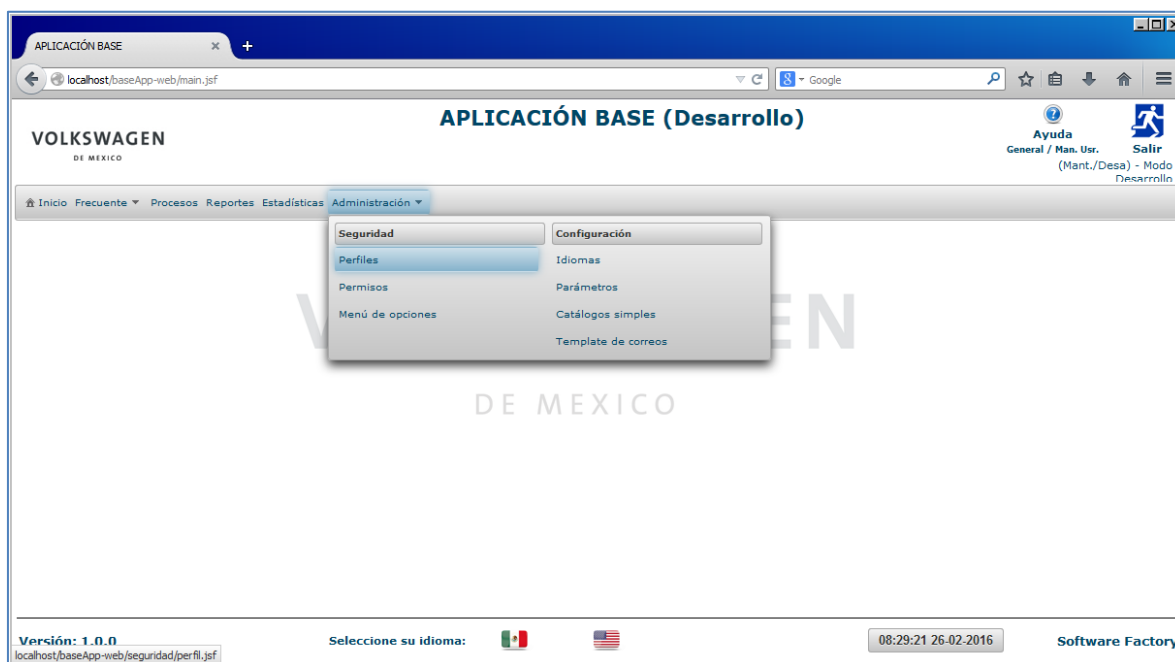 APLICACIÓN BASE × +
localhost/baseApp-web/main.jsf
8 Google
VOLKSWAGEN
DE MEXICO
APLICACIÓN BASE (Desarrollo)
Ayuda
General / Man. Usr.
Salir
(Mant./Desa) - Modo
Desarrollo
Inicio Frecuente Procesos Reportes Estadísticas Administración
Seguridad Configuración
Perfiles Idiomas
Permisos Parámetros
Menú de opciones Catálogos simples
Template de correos
V EN
DE MEXICO
Versión: 1.0.0 Seleccione su idioma: 08:29:21 26-02-2016 Software Factory
localhost/baseApp-web/seguridad/perfil.jsf